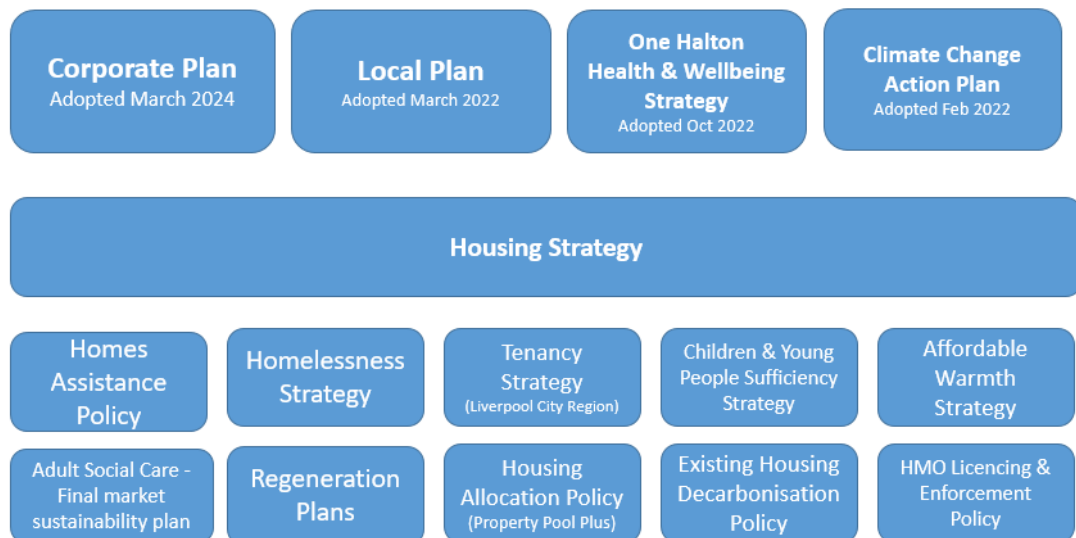 Corporate Plan
Adopted March 2024
Local Plan
Adopted March 2022
One Halton
Health & Wellbeing
Strategy
Adopted Oct 2022
Climate Change
Action Plan
Adopted Feb 2022
Housing Strategy
Homes
Assistance
Policy
Homelessness
Strategy
Tenancy
Strategy
(Liverpool City Region)
Children & Young
People Sufficiency
Strategy
Affordable
Warmth
Strategy
Adult Social Care -
Final market
sustainability plan
Regeneration
Plans
Housing
Allocation Policy
(Property Pool Plus)
Existing Housing
Decarbonisation
Policy
HMO Licencing &
Enforcement
Policy